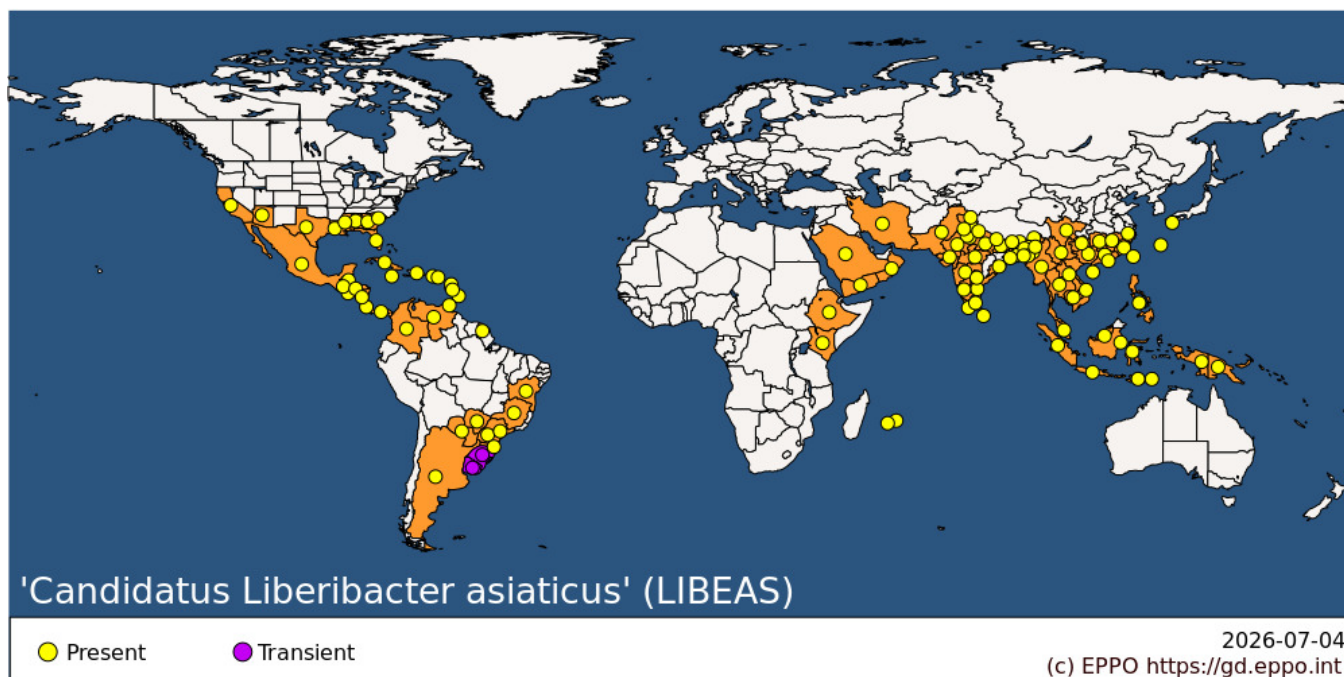 'Candidatus Liberibacter asiaticus' (LIBEAS)
Present
Transient
2026-07-04
(c) EPPO https://gd.eppo.int